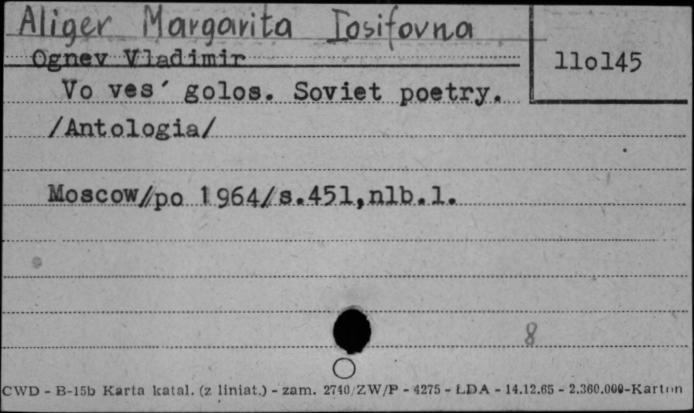 Aliger Margarita Iosifovna
Ognev Vladimir
110145
Vo ves´ golos. Soviet poetry.
/Antologia/
Moscow/po 1964/s.451,nlb.1.
8
CWD - B-15b Karta katal. (z liniat.) - zam. 2740/ZW/P - 4275 - ŁDA - 14.12.65 - 2.360.000-Karton